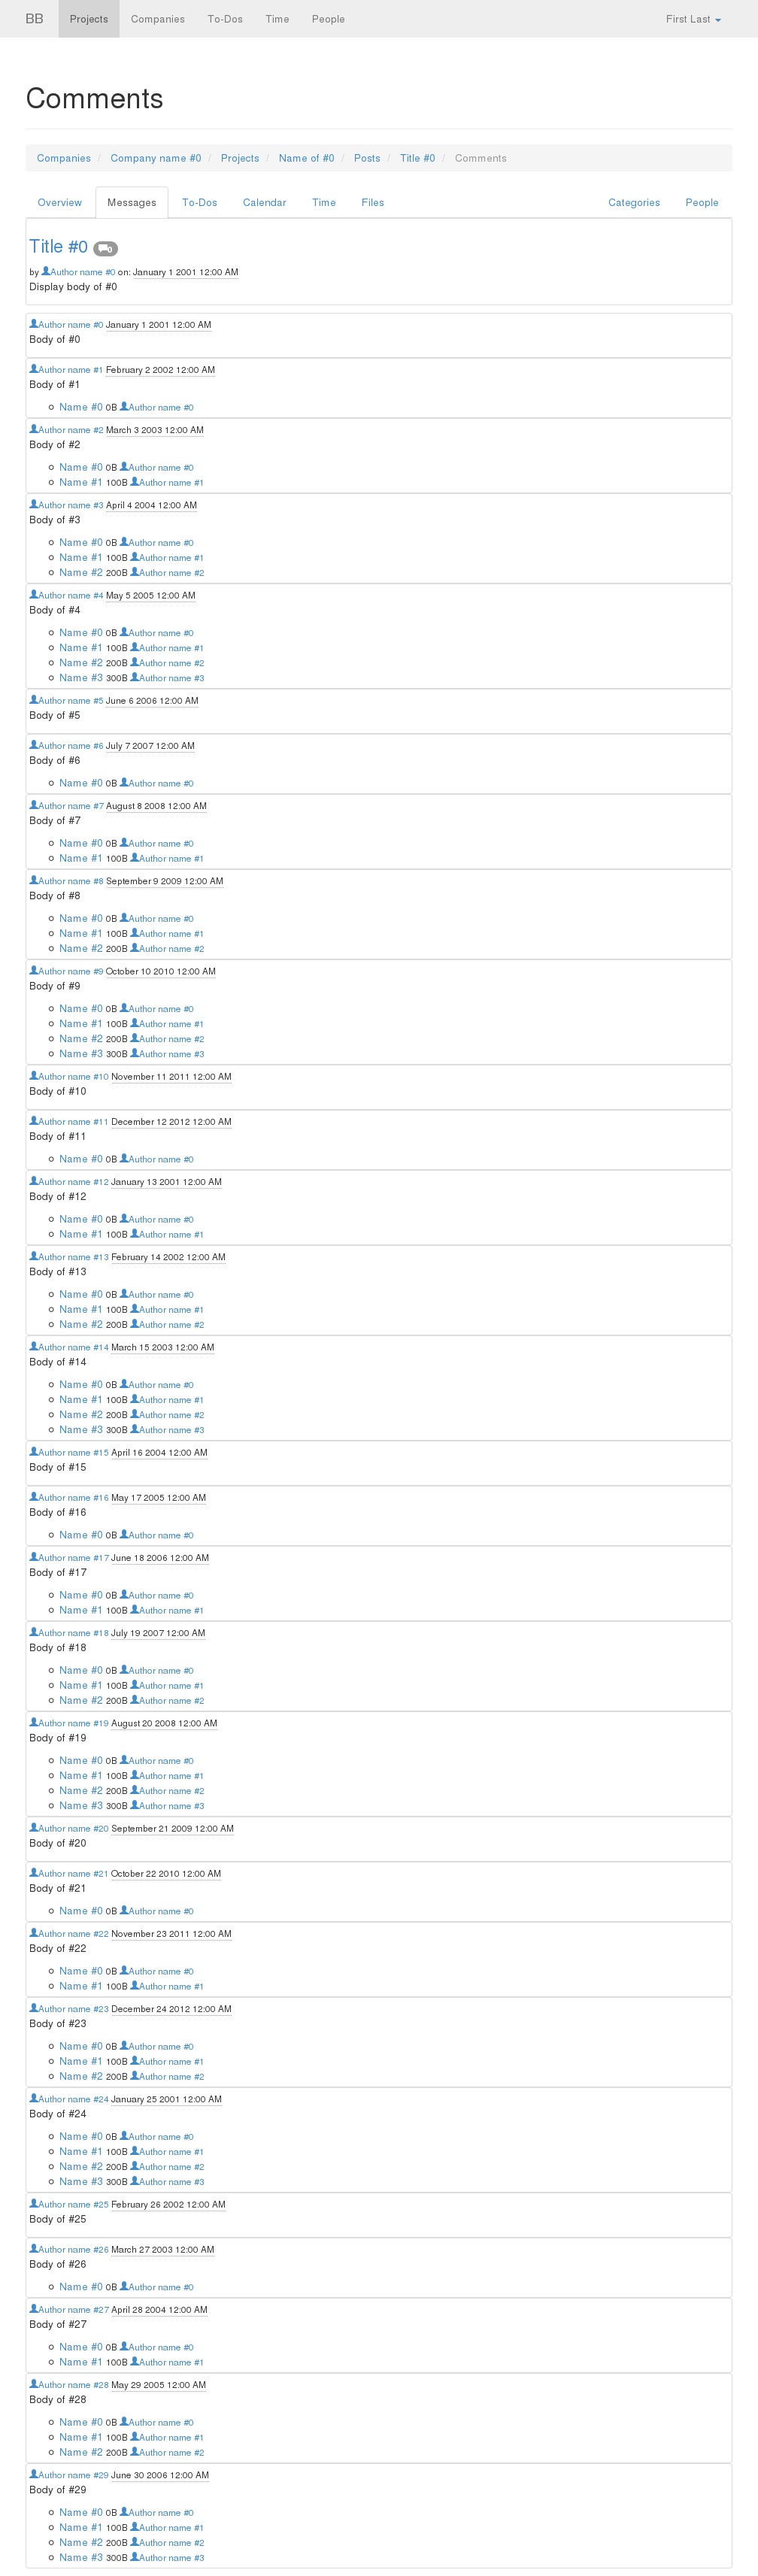 BB Projects Companies To-Dos Time People First Last
Comments
Companies / Company name #0 / Projects / Name of #0 / Posts / Title #0 / Comments
Overview Messages To-Dos Calendar Time Files Categories People
Title #0 0
by Author name #0 on: January 1 2001 12:00 AM
Display body of #0
Author name #0 January 1 2001 12:00 AM
Body of #0
Author name #1 February 2 2002 12:00 AM
Body of #1
Name #0 0B Author name #0
Author name #2 March 3 2003 12:00 AM
Body of #2
Name #0 0B Author name #0
Name #1 100B Author name #1
Author name #3 April 4 2004 12:00 AM
Body of #3
Name #0 0B Author name #0
Name #1 100B Author name #1
Name #2 200B Author name #2
Author name #4 May 5 2005 12:00 AM
Body of #4
Name #0 0B Author name #0
Name #1 100B Author name #1
Name #2 200B Author name #2
Name #3 300B Author name #3
Author name #5 June 6 2006 12:00 AM
Body of #5
Author name #6 July 7 2007 12:00 AM
Body of #6
Name #0 0B Author name #0
Author name #7 August 8 2008 12:00 AM
Body of #7
Name #0 0B Author name #0
Name #1 100B Author name #1
Author name #8 September 9 2009 12:00 AM
Body of #8
Name #0 0B Author name #0
Name #1 100B Author name #1
Name #2 200B Author name #2
Author name #9 October 10 2010 12:00 AM
Body of #9
Name #0 0B Author name #0
Name #1 100B Author name #1
Name #2 200B Author name #2
Name #3 300B Author name #3
Author name #10 November 11 2011 12:00 AM
Body of #10
Author name #11 December 12 2012 12:00 AM
Body of #11
Name #0 0B Author name #0
Author name #12 January 13 2001 12:00 AM
Body of #12
Name #0 0B Author name #0
Name #1 100B Author name #1
Author name #13 February 14 2002 12:00 AM
Body of #13
Name #0 0B Author name #0
Name #1 100B Author name #1
Name #2 200B Author name #2
Author name #14 March 15 2003 12:00 AM
Body of #14
Name #0 0B Author name #0
Name #1 100B Author name #1
Name #2 200B Author name #2
Name #3 300B Author name #3
Author name #15 April 16 2004 12:00 AM
Body of #15
Author name #16 May 17 2005 12:00 AM
Body of #16
Name #0 0B Author name #0
Author name #17 June 18 2006 12:00 AM
Body of #17
Name #0 0B Author name #0
Name #1 100B Author name #1
Author name #18 July 19 2007 12:00 AM
Body of #18
Name #0 0B Author name #0
Name #1 100B Author name #1
Name #2 200B Author name #2
Author name #19 August 20 2008 12:00 AM
Body of #19
Name #0 0B Author name #0
Name #1 100B Author name #1
Name #2 200B Author name #2
Name #3 300B Author name #3
Author name #20 September 21 2009 12:00 AM
Body of #20
Author name #21 October 22 2010 12:00 AM
Body of #21
Name #0 0B Author name #0
Author name #22 November 23 2011 12:00 AM
Body of #22
Name #0 0B Author name #0
Name #1 100B Author name #1
Author name #23 December 24 2012 12:00 AM
Body of #23
Name #0 0B Author name #0
Name #1 100B Author name #1
Name #2 200B Author name #2
Author name #24 January 25 2001 12:00 AM
Body of #24
Name #0 0B Author name #0
Name #1 100B Author name #1
Name #2 200B Author name #2
Name #3 300B Author name #3
Author name #25 February 26 2002 12:00 AM
Body of #25
Author name #26 March 27 2003 12:00 AM
Body of #26
Name #0 0B Author name #0
Author name #27 April 28 2004 12:00 AM
Body of #27
Name #0 0B Author name #0
Name #1 100B Author name #1
Author name #28 May 29 2005 12:00 AM
Body of #28
Name #0 0B Author name #0
Name #1 100B Author name #1
Name #2 200B Author name #2
Author name #29 June 30 2006 12:00 AM
Body of #29
Name #0 0B Author name #0
Name #1 100B Author name #1
Name #2 200B Author name #2
Name #3 300B Author name #3